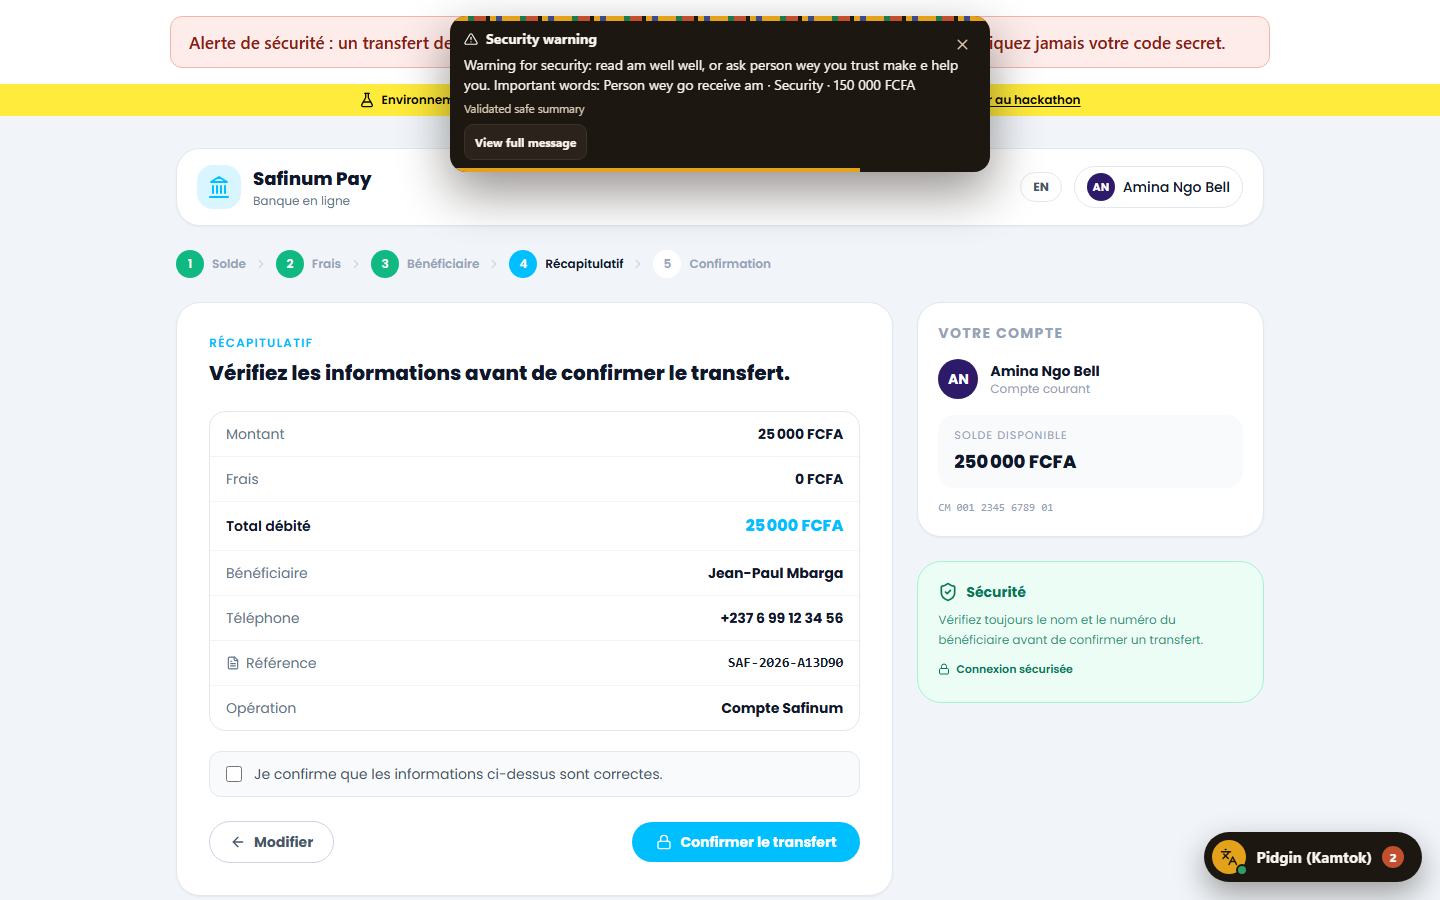 Alerte de sécurité : un transfert de
iquez jamais votre code secret.
Security warning
Warning for security: read am well well, or ask person wey you trust make e help
you. Important words: Person wey go receive am · Security · 150 000 FCFA
Validated safe summary
View full message
au hackathon
Safinum Pay
Banque en ligne
EN
AN
Amina Ngo Bell
1 Solde
2 Frais
3 Bénéficiaire
4 Récapitulatif
5 Confirmation
RÉCAPITULATIF
Vérifiez les informations avant de confirmer le transfert.
Montant 25 000 FCFA
Frais 0 FCFA
Total débité 25 000 FCFA
Bénéficiaire Jean-Paul Mbarga
Téléphone +237 6 99 12 34 56
Référence SAF-2026-A13D90
Opération Compte Safinum
Je confirme que les informations ci-dessus sont correctes.
Modifier
Confirmer le transfert
VOTRE COMPTE
AN
Amina Ngo Bell
Compte courant
SOLDE DISPONIBLE
250 000 FCFA
CM 001 2345 6789 01
Sécurité
Vérifiez toujours le nom et le numéro du
bénéficiaire avant de confirmer un transfert.
Connexion sécurisée
Pidgin (Kamtok) 2